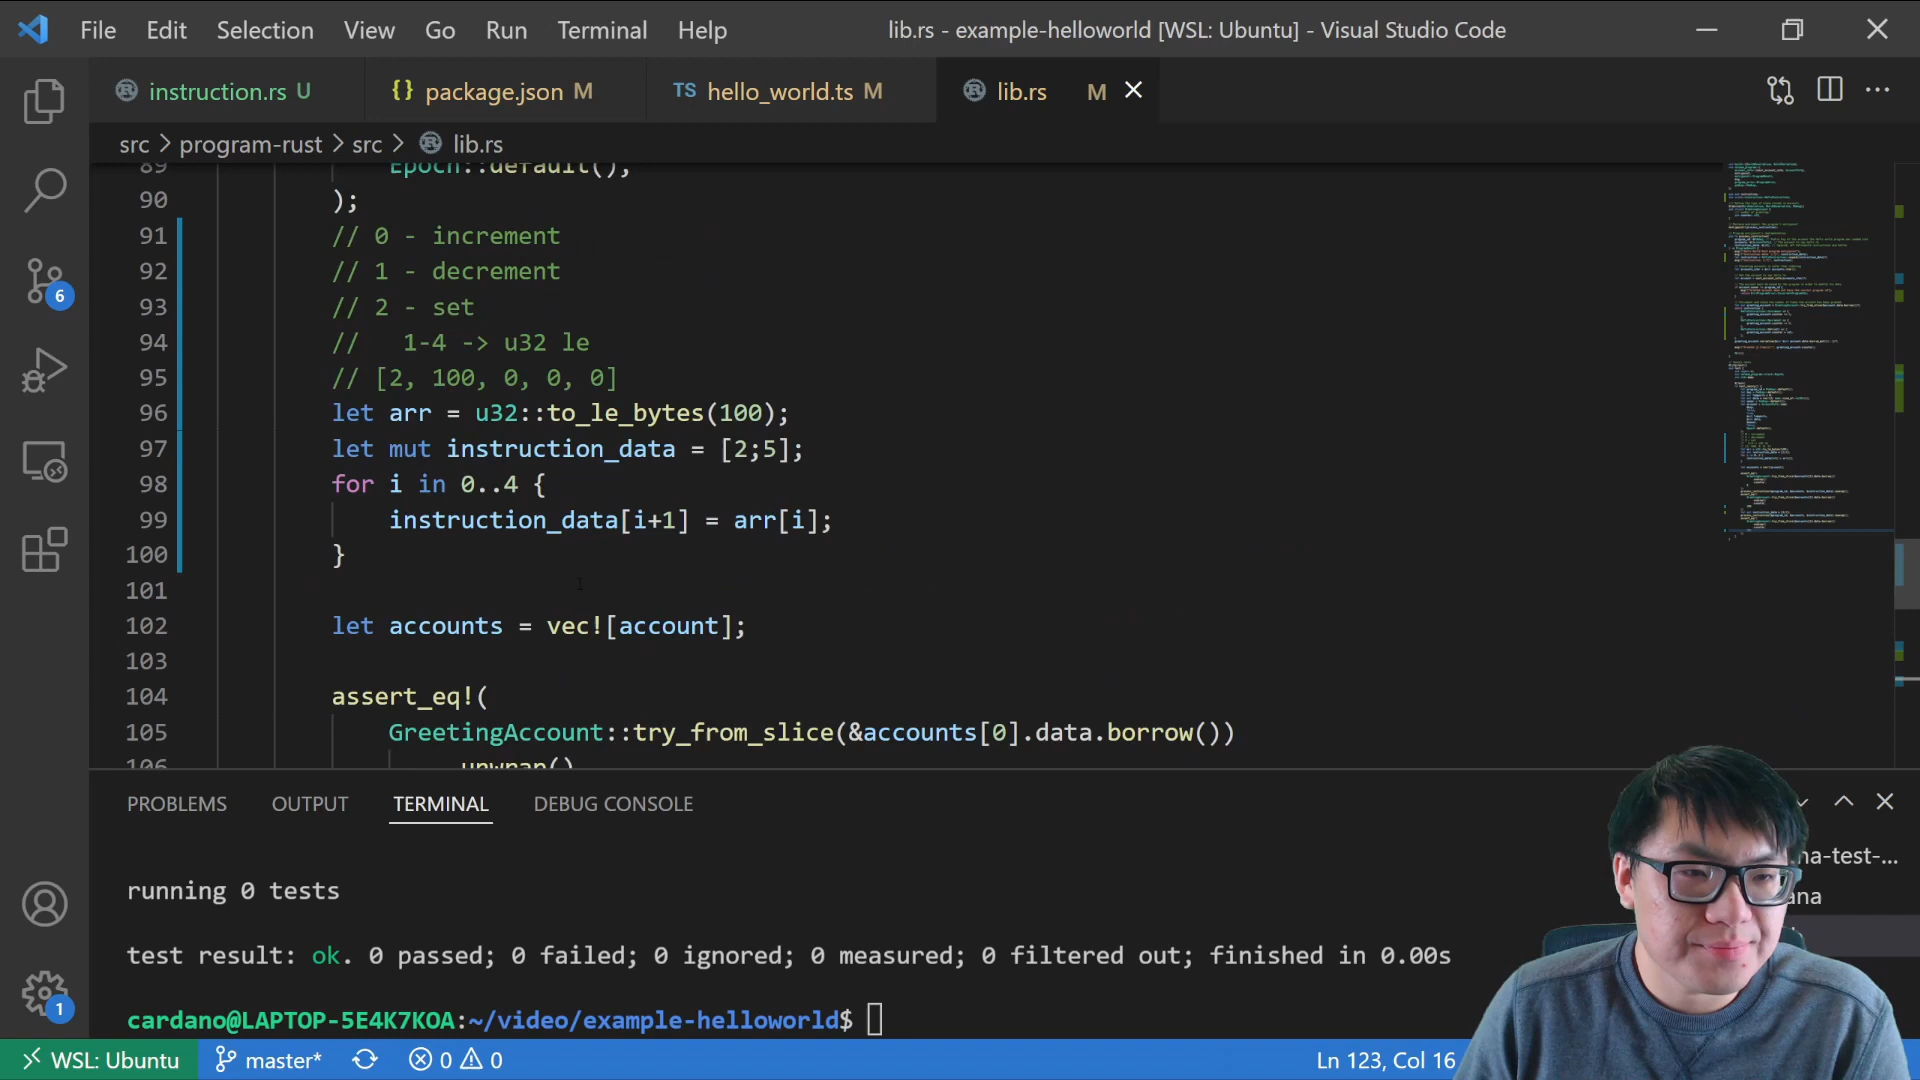 File Edit Selection View Go Run Terminal Help lib.rs - example-helloworld [WSL: Ubuntu] - Visual Studio Code
instruction.rs U {} package.json M TS hello_world.ts M lib.rs M
src > program-rust > src > lib.rs
89 Epoch::default(),
90 );
91 // 0 - increment
92 // 1 - decrement
93 // 2 - set
94 //   1-4 -> u32 le
95 // [2, 100, 0, 0, 0]
96 let arr = u32::to_le_bytes(100);
97 let mut instruction_data = [2;5];
98 for i in 0..4 {
99 instruction_data[i+1] = arr[i];
100 }
101
102 let accounts = vec![account];
103
104 assert_eq!(
105 GreetingAccount::try_from_slice(&accounts[0].data.borrow())
106 .unwrap()
PROBLEMS OUTPUT TERMINAL DEBUG CONSOLE
running 0 tests
test result: ok. 0 passed; 0 failed; 0 ignored; 0 measured; 0 filtered out; finished in 0.00s
cardano@LAPTOP-5E4K7KOA:~/video/example-helloworld$
na-test-...
ana
6
1
WSL: Ubuntu master* 0 0 Ln 123, Col 16